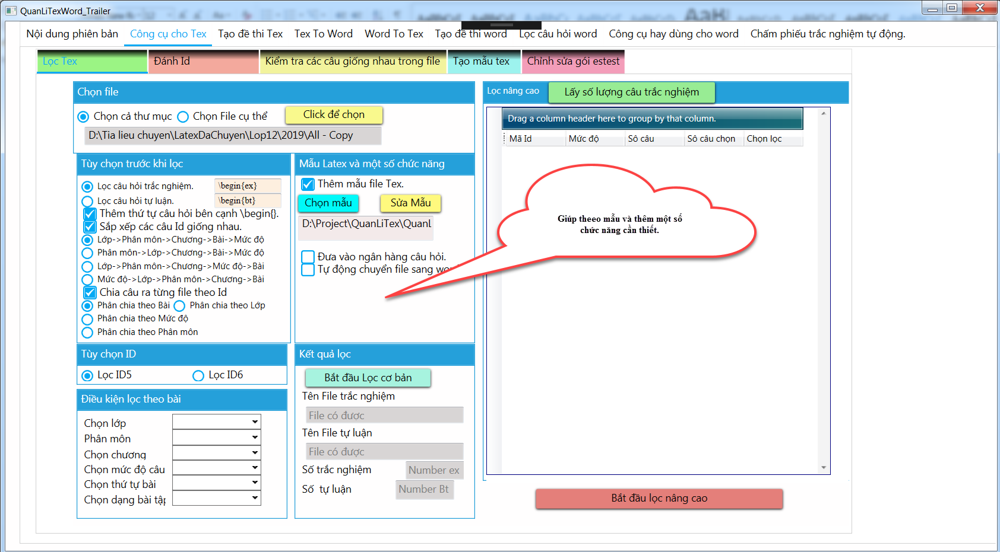 QuanLiTexWord_Trailer
Nội dung phiên bản Công cụ cho Tex Tạo đề thi Tex Tex To Word Word To Tex Tạo đề thi word Lọc câu hỏi word Công cụ hay dùng cho word Chấm phiếu trắc nghiệm tự động.
Lọc Tex Đánh Id Kiểm tra các câu giống nhau trong file Tạo mẫu tex Chỉnh sửa gói estest
Chọn file
Chọn cả thư mục Chọn File cụ thể Click để chọn
D:\Tia lieu chuyen\LatexDaChuyen\Lop12\2019\All - Copy
Tùy chọn trước khi lọc
Lọc câu hỏi trắc nghiệm. \begin{ex}
Lọc câu hỏi tự luận. \begin{bt}
Thêm thứ tự câu hỏi bên cạnh \begin{}.
Sắp xếp các câu Id giống nhau.
Lớp->Phân môn->Chương->Bài->Mức độ
Phân môn->Lớp->Chương->Bài->Mức độ
Lớp->Phân môn->Chương->Mức độ->Bài
Mức độ->Lớp->Phân môn->Chương->Bài
Chia câu ra từng file theo Id
Phân chia theo Bài Phân chia theo Lớp
Phân chia theo Mức độ
Phân chia theo Phân môn
Mẫu Latex và một số chức năng
Thêm mẫu file Tex.
Chọn mẫu Sửa Mẫu
D:\Project\QuanLiTex\QuanL
Đưa vào ngân hàng câu hỏi.
Tự động chuyển file sang
Tùy chọn ID
Lọc ID5 Lọc ID6
Điều kiện lọc theo bài
Chọn lớp
Phân môn
Chọn chương
Chọn mức độ câu
Chọn thứ tự bài
Chọn dạng bài tập
Kết quả lọc
Bắt đầu Lọc cơ bản
Tên File trắc nghiệm
File có được
Tên File tự luận
File có được
Số trắc nghiệm Number ex
Số tự luận Number Bt
Lọc nâng cao Lấy số lượng câu trắc nghiệm
Drag a column header here to group by that column.
Mã Id Mức độ Sô câu Sô câu chọn Chọn lọc
Giúp theeo mẫu và thêm một số
chức năng cần thiết.
Bắt đầu lọc nâng cao